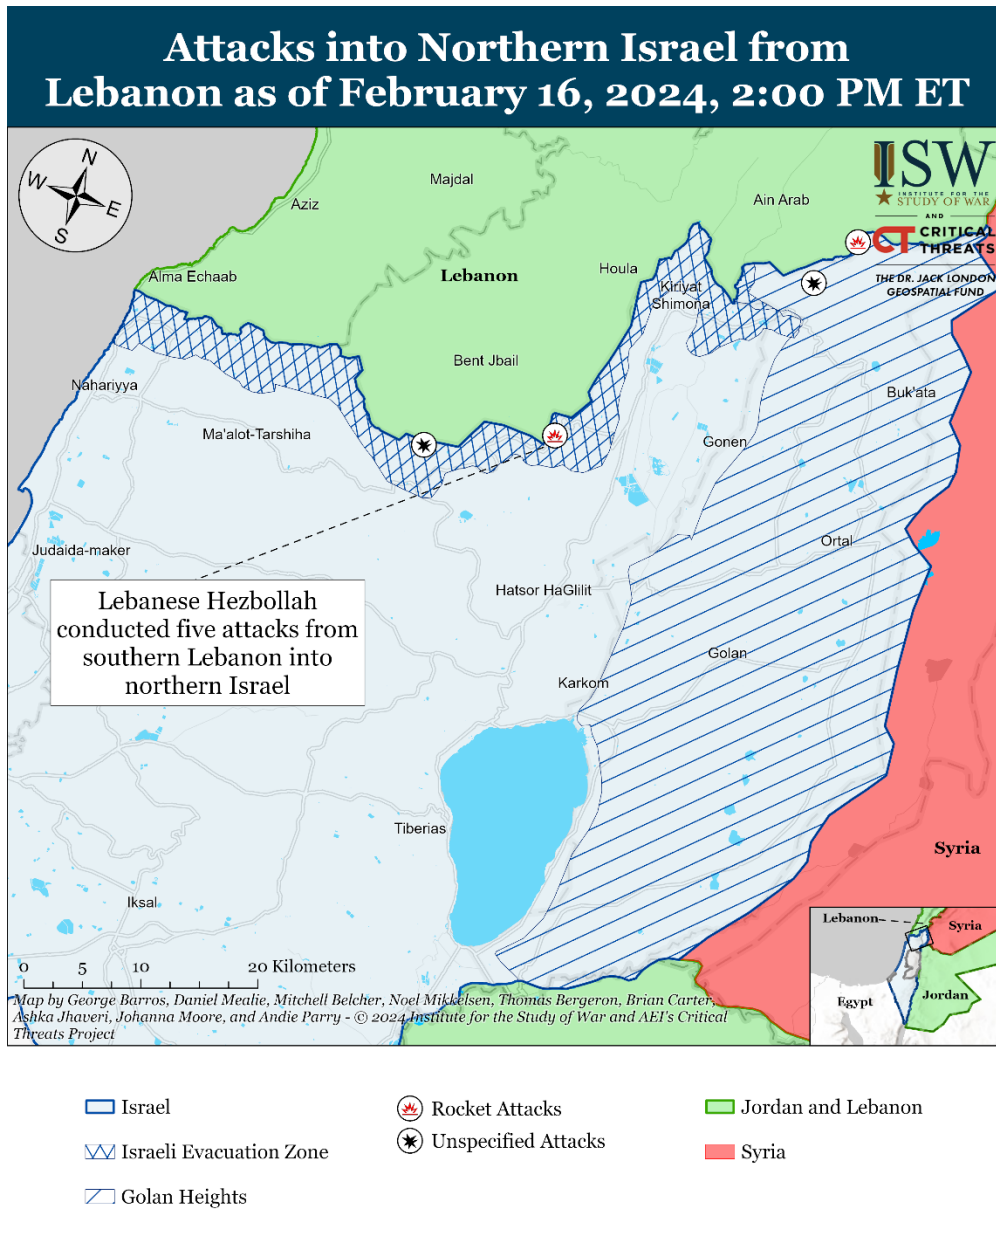 Attacks into Northern Israel from
Lebanon as of February 16, 2024, 2:00 PM ET
N
W
E
S
ISW
INSTITUTE FOR THE
STUDY OF WAR
AND
CT CRITICAL
THREATS
THE DR. JACK LONDON
GEOSPATIAL FUND
Majdal
Aziz
Ain Arab
Alma Echaab
Lebanon
Houla
Kiriyat
Shimona
Bent Jbail
Nahariyya
Buk'ata
Ma'alot-Tarshiha
Gonen
Judaida-maker
Ortal
Hatsor HaGlilit
Lebanese Hezbollah
conducted five attacks from
southern Lebanon into
northern Israel
Golan
Karkom
Tiberias
Syria
Iksal
Lebanon
Syria
Egypt
Jordan
0 5 10 20 Kilometers
Map by George Barros, Daniel Mealie, Mitchell Belcher, Noel Mikkelsen, Thomas Bergeron, Brian Carter,
Ashka Jhaveri, Johanna Moore, and Andie Parry - © 2024 Institute for the Study of War and AEI's Critical
Threats Project
Israel
Rocket Attacks
Jordan and Lebanon
Israeli Evacuation Zone
Unspecified Attacks
Syria
Golan Heights